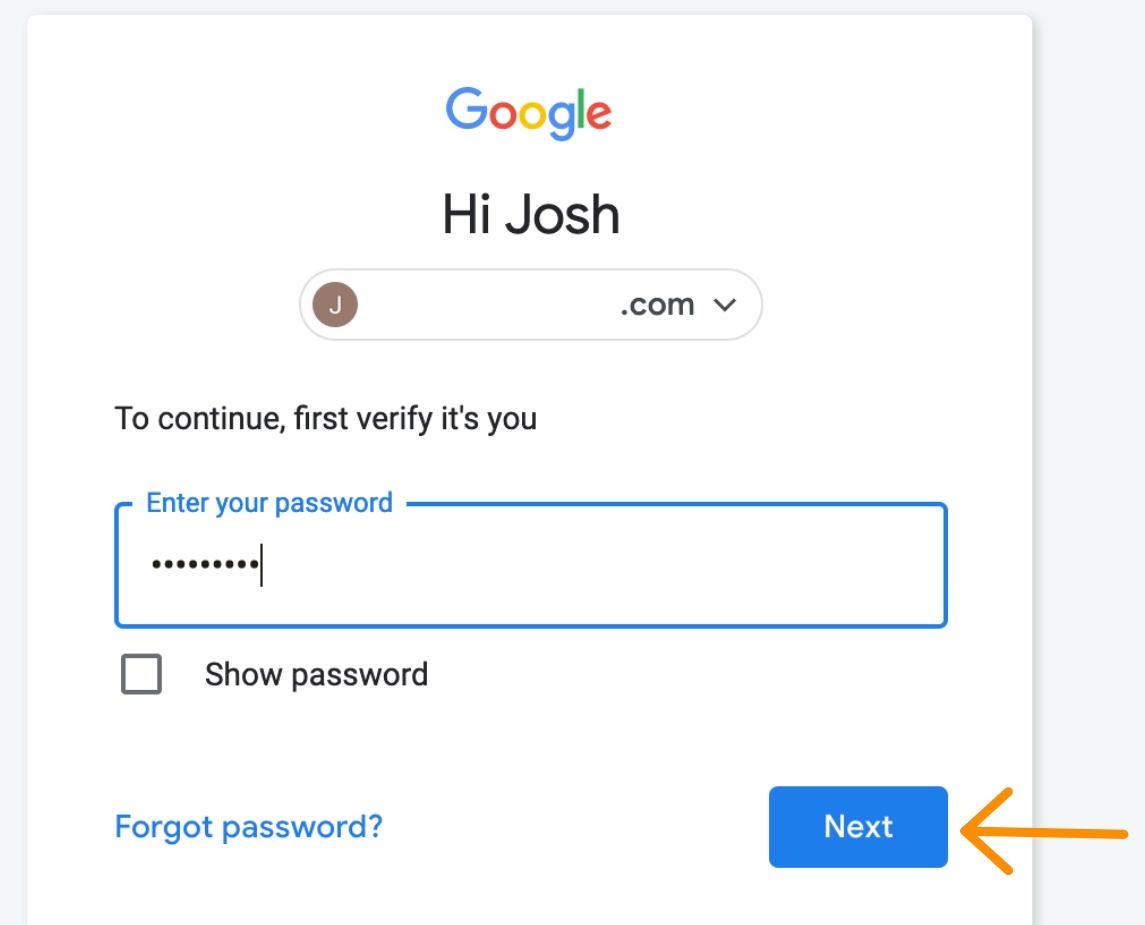 Google
Hi Josh
J .com
To continue, first verify it's you
Enter your password
•••••••••
Show password
Forgot password?
Next